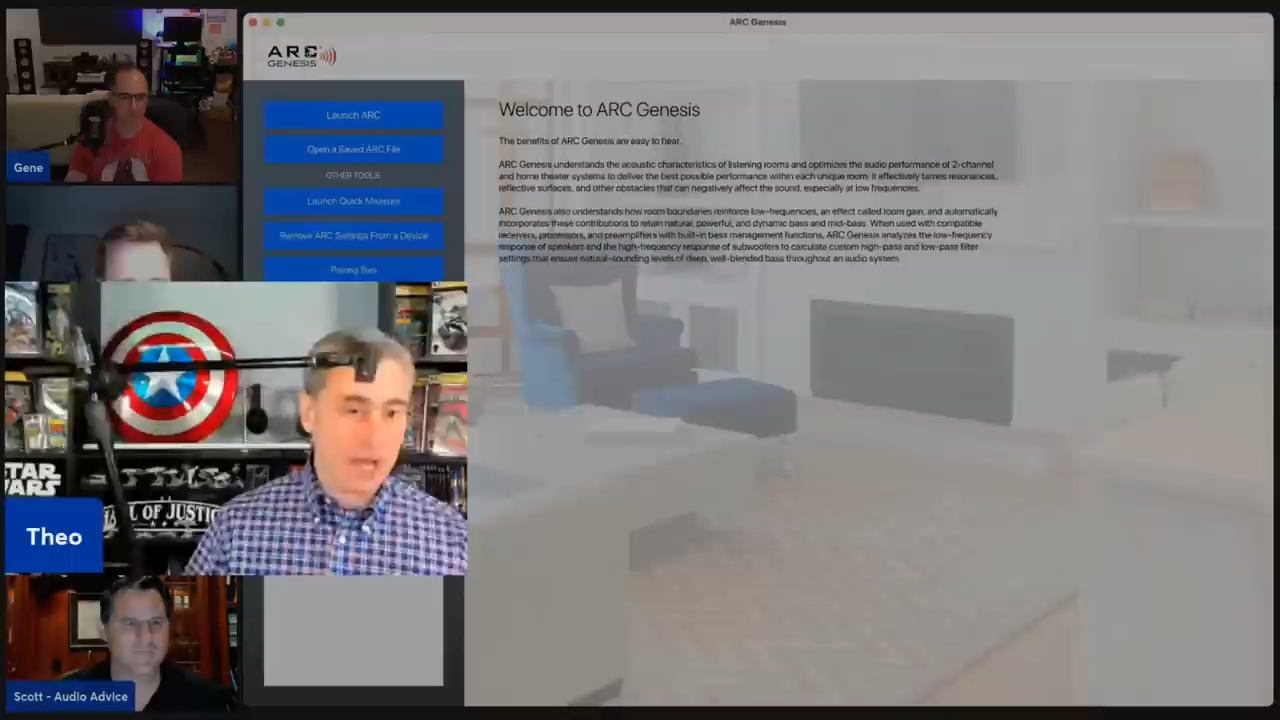 ARC Genesis
ARC
GENESIS
Gene
Launch ARC
Open a Saved ARC File
OTHER TOOLS
Launch Quick Measure
Remove ARC Settings From a Device
Pairing Tool
Welcome to ARC Genesis
The benefits of ARC Genesis are easy to hear.
ARC Genesis understands the acoustic characteristics of listening rooms and optimizes the audio performance of 2-channel
and home theater systems to deliver the best possible performance within each unique room. It effectively tames resonances,
reflective surfaces, and other obstacles that can negatively affect the sound, especially at low frequencies.
ARC Genesis also understands how room boundaries reinforce low-frequencies, an effect called room gain, and automatically
incorporates these contributions to retain natural, powerful, and dynamic bass and mid-bass. When used with compatible
receivers, processors, and preamplifiers with built-in bass management functions, ARC Genesis analyzes the low-frequency
response of speakers and the high-frequency response of subwoofers to calculate custom high-pass and low-pass filter
settings that ensure natural-sounding levels of deep, well-blended bass throughout an audio system.
STAR
WARS
L OF JUSTIC
Theo
Scott - Audio Advice